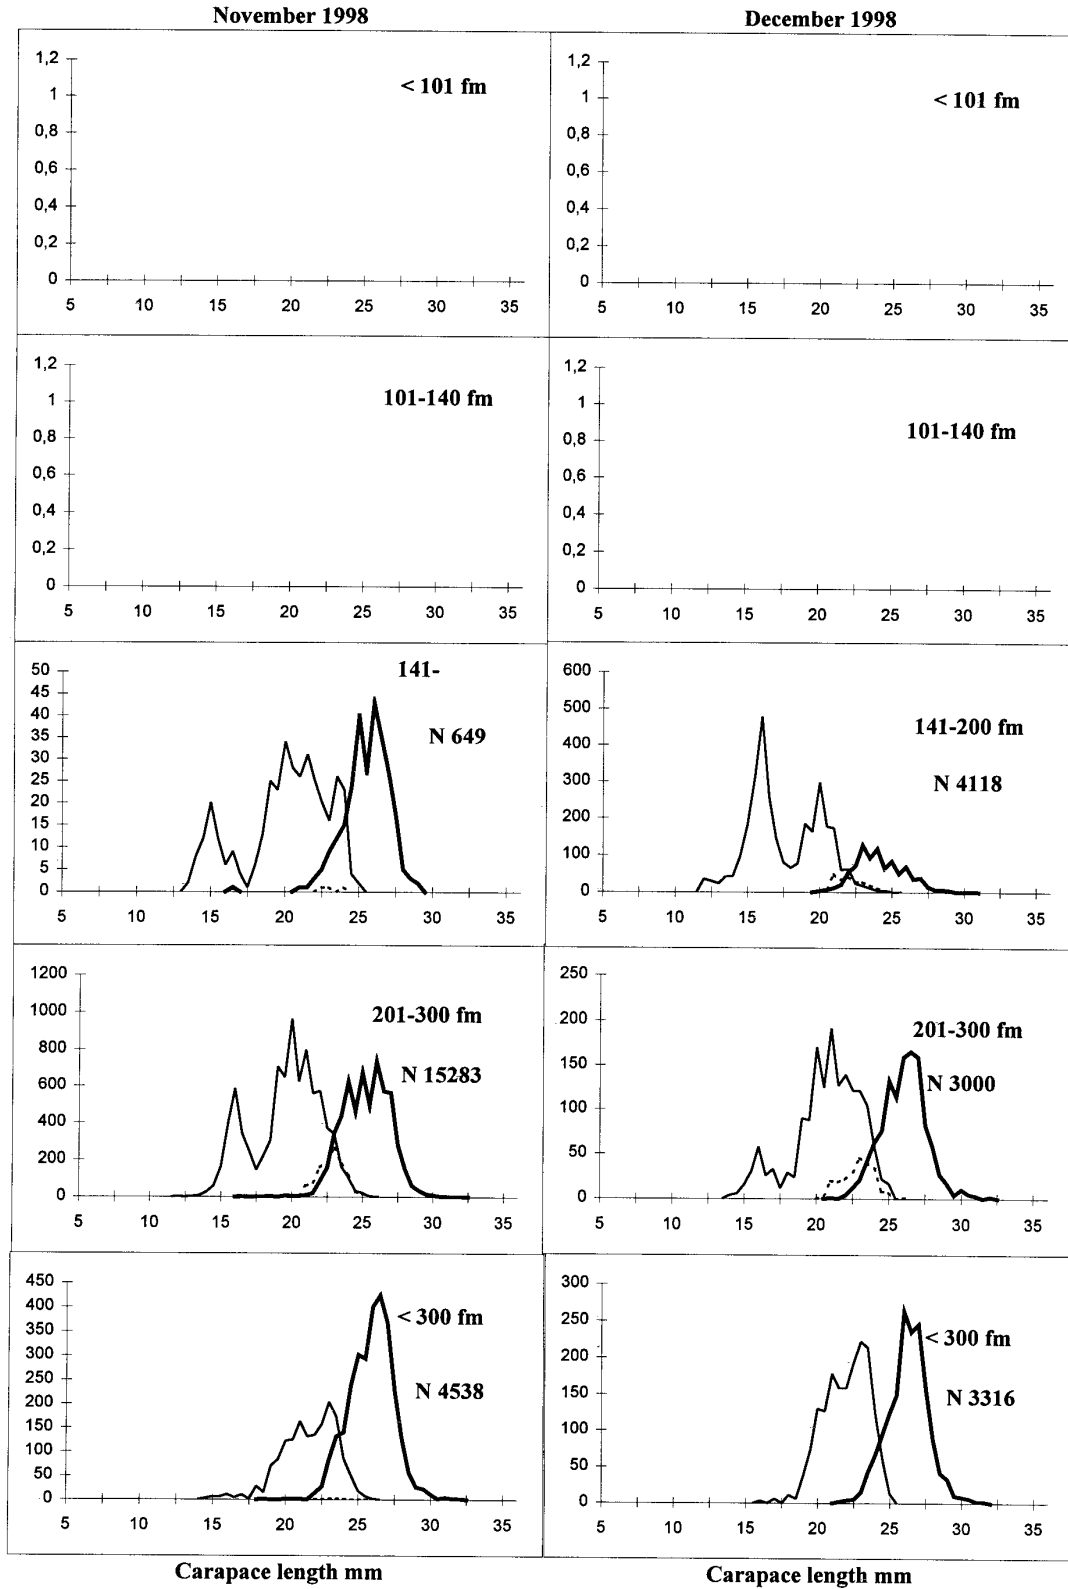 November 1998
December 1998
1,2
1
0,8
0,6
0,4
0,2
0
< 101 fm
5 10 15 20 25 30 35
1,2
1
0,8
0,6
0,4
0,2
0
< 101 fm
5 10 15 20 25 30 35
1,2
1
0,8
0,6
0,4
0,2
0
101-140 fm
5 10 15 20 25 30 35
1,2
1
0,8
0,6
0,4
0,2
0
101-140 fm
5 10 15 20 25 30 35
50
45
40
35
30
25
20
15
10
5
0
141-
N 649
5 10 15 20 25 30 35
600
500
400
300
200
100
0
141-200 fm
N 4118
5 10 15 20 25 30 35
1200
1000
800
600
400
200
0
201-300 fm
N 15283
5 10 15 20 25 30 35
250
200
150
100
50
0
201-300 fm
N 3000
5 10 15 20 25 30 35
450
400
350
300
250
200
150
100
50
0
< 300 fm
N 4538
5 10 15 20 25 30 35
Carapace length mm
300
250
200
150
100
50
0
< 300 fm
N 3316
5 10 15 20 25 30 35
Carapace length mm